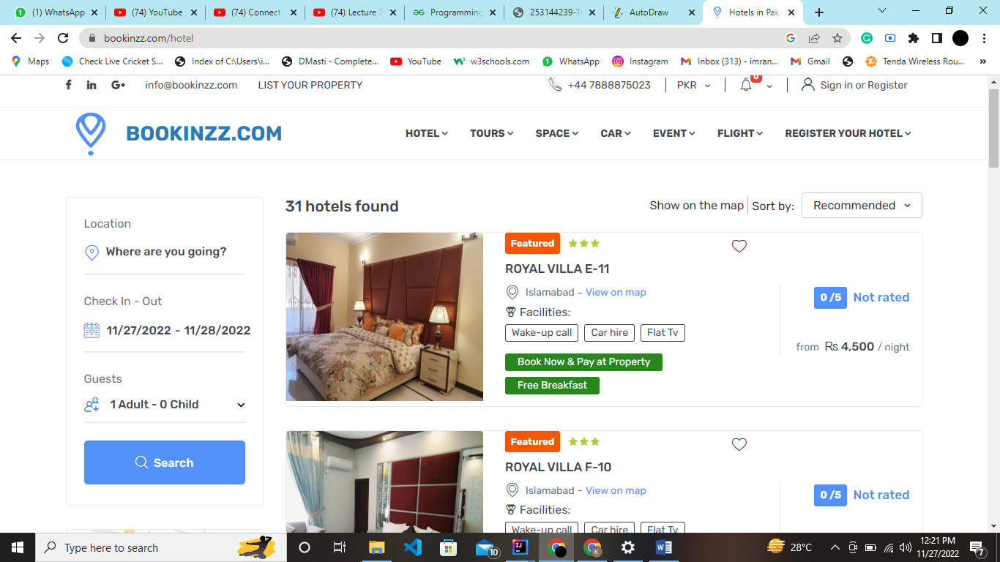 (1) WhatsApp
(74) YouTube
(74) Connect
(74) Lecture 7
Programming
253144239-Tr
AutoDraw
Hotels in Paki
bookinzz.com/hotel
Maps
Check Live Cricket S...
Index of C:\Users\i...
DMasti - Complete...
YouTube
w3schools.com
WhatsApp
Instagram
Inbox (313) - imran...
Gmail
Tenda Wireless Rou...
»
f in G+ info@bookinzz.com LIST YOUR PROPERTY
+44 7888875023 PKR 0 Sign in or Register
BOOKINZZ.COM
HOTEL TOURS SPACE CAR EVENT FLIGHT REGISTER YOUR HOTEL
Location
Where are you going?
Check In - Out
11/27/2022 - 11/28/2022
Guests
1 Adult - 0 Child
Search
31 hotels found
Show on the map Sort by: Recommended
Featured
ROYAL VILLA E-11
Islamabad - View on map
Facilities:
Wake-up call Car hire Flat Tv
Book Now & Pay at Property
Free Breakfast
0 /5 Not rated
from Rs 4,500 / night
Featured
ROYAL VILLA F-10
Islamabad - View on map
Facilities:
Wake-up call Car hire Flat Tv
0 /5 Not rated
Type here to search
10
K
28°C
12:21 PM
11/27/2022
7